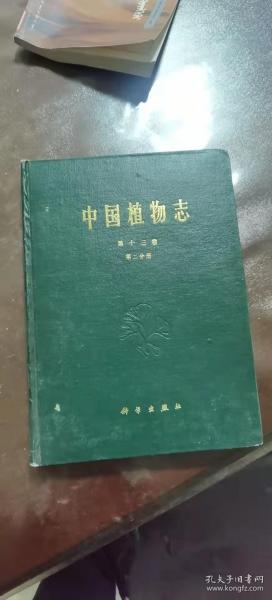 中国植物志
第十三卷
第二分册
科学出版社
孔夫子旧书网
kongfz.com